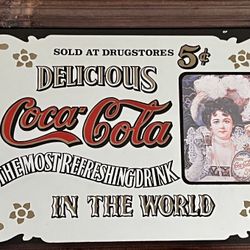 SOLD AT DRUGSTORES 5¢
DELICIOUS
Coca-Cola
THE MOST REFRESHING DRINK
IN THE WORLD